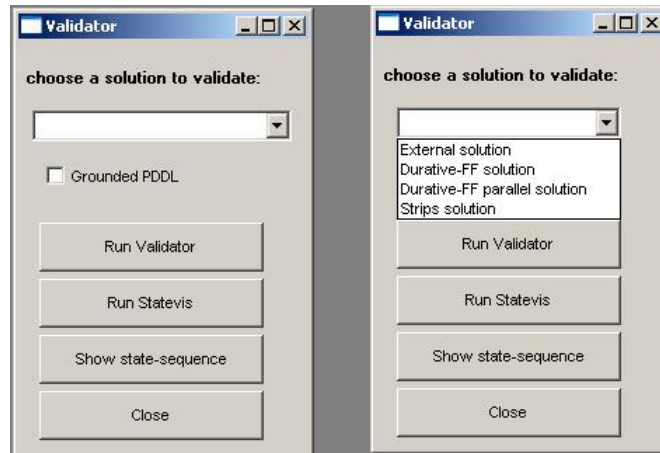 Validator
choose a solution to validate:
Grounded PDDL
Run Validator
Run Statevis
Show state-sequence
Close
Validator
choose a solution to validate:
External solution
Durative-FF solution
Durative-FF parallel solution
Strips solution
Run Validator
Run Statevis
Show state-sequence
Close